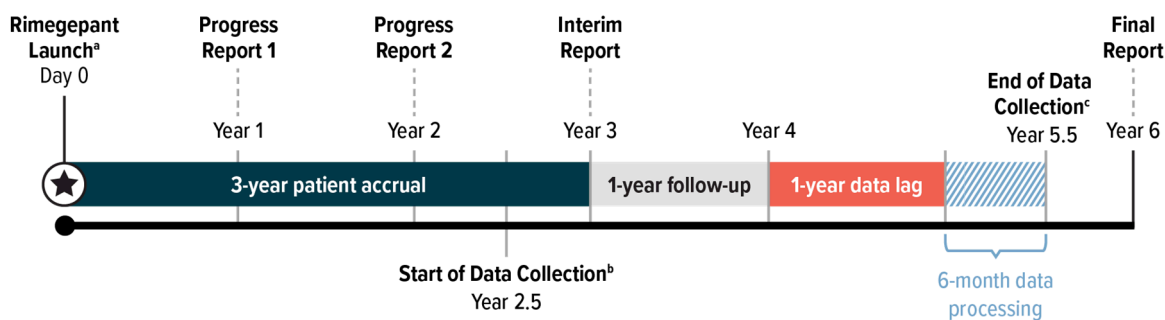 Rimegepant
Launchᵃ
Day 0
Progress
Report 1
Progress
Report 2
Interim
Report
Final
Report
End of Data
Collectionᶜ
Year 1
Year 2
Year 3
Year 4
Year 5.5
Year 6
3-year patient accrual
1-year follow-up
1-year data lag
Start of Data Collectionᵇ
Year 2.5
6-month data
processing